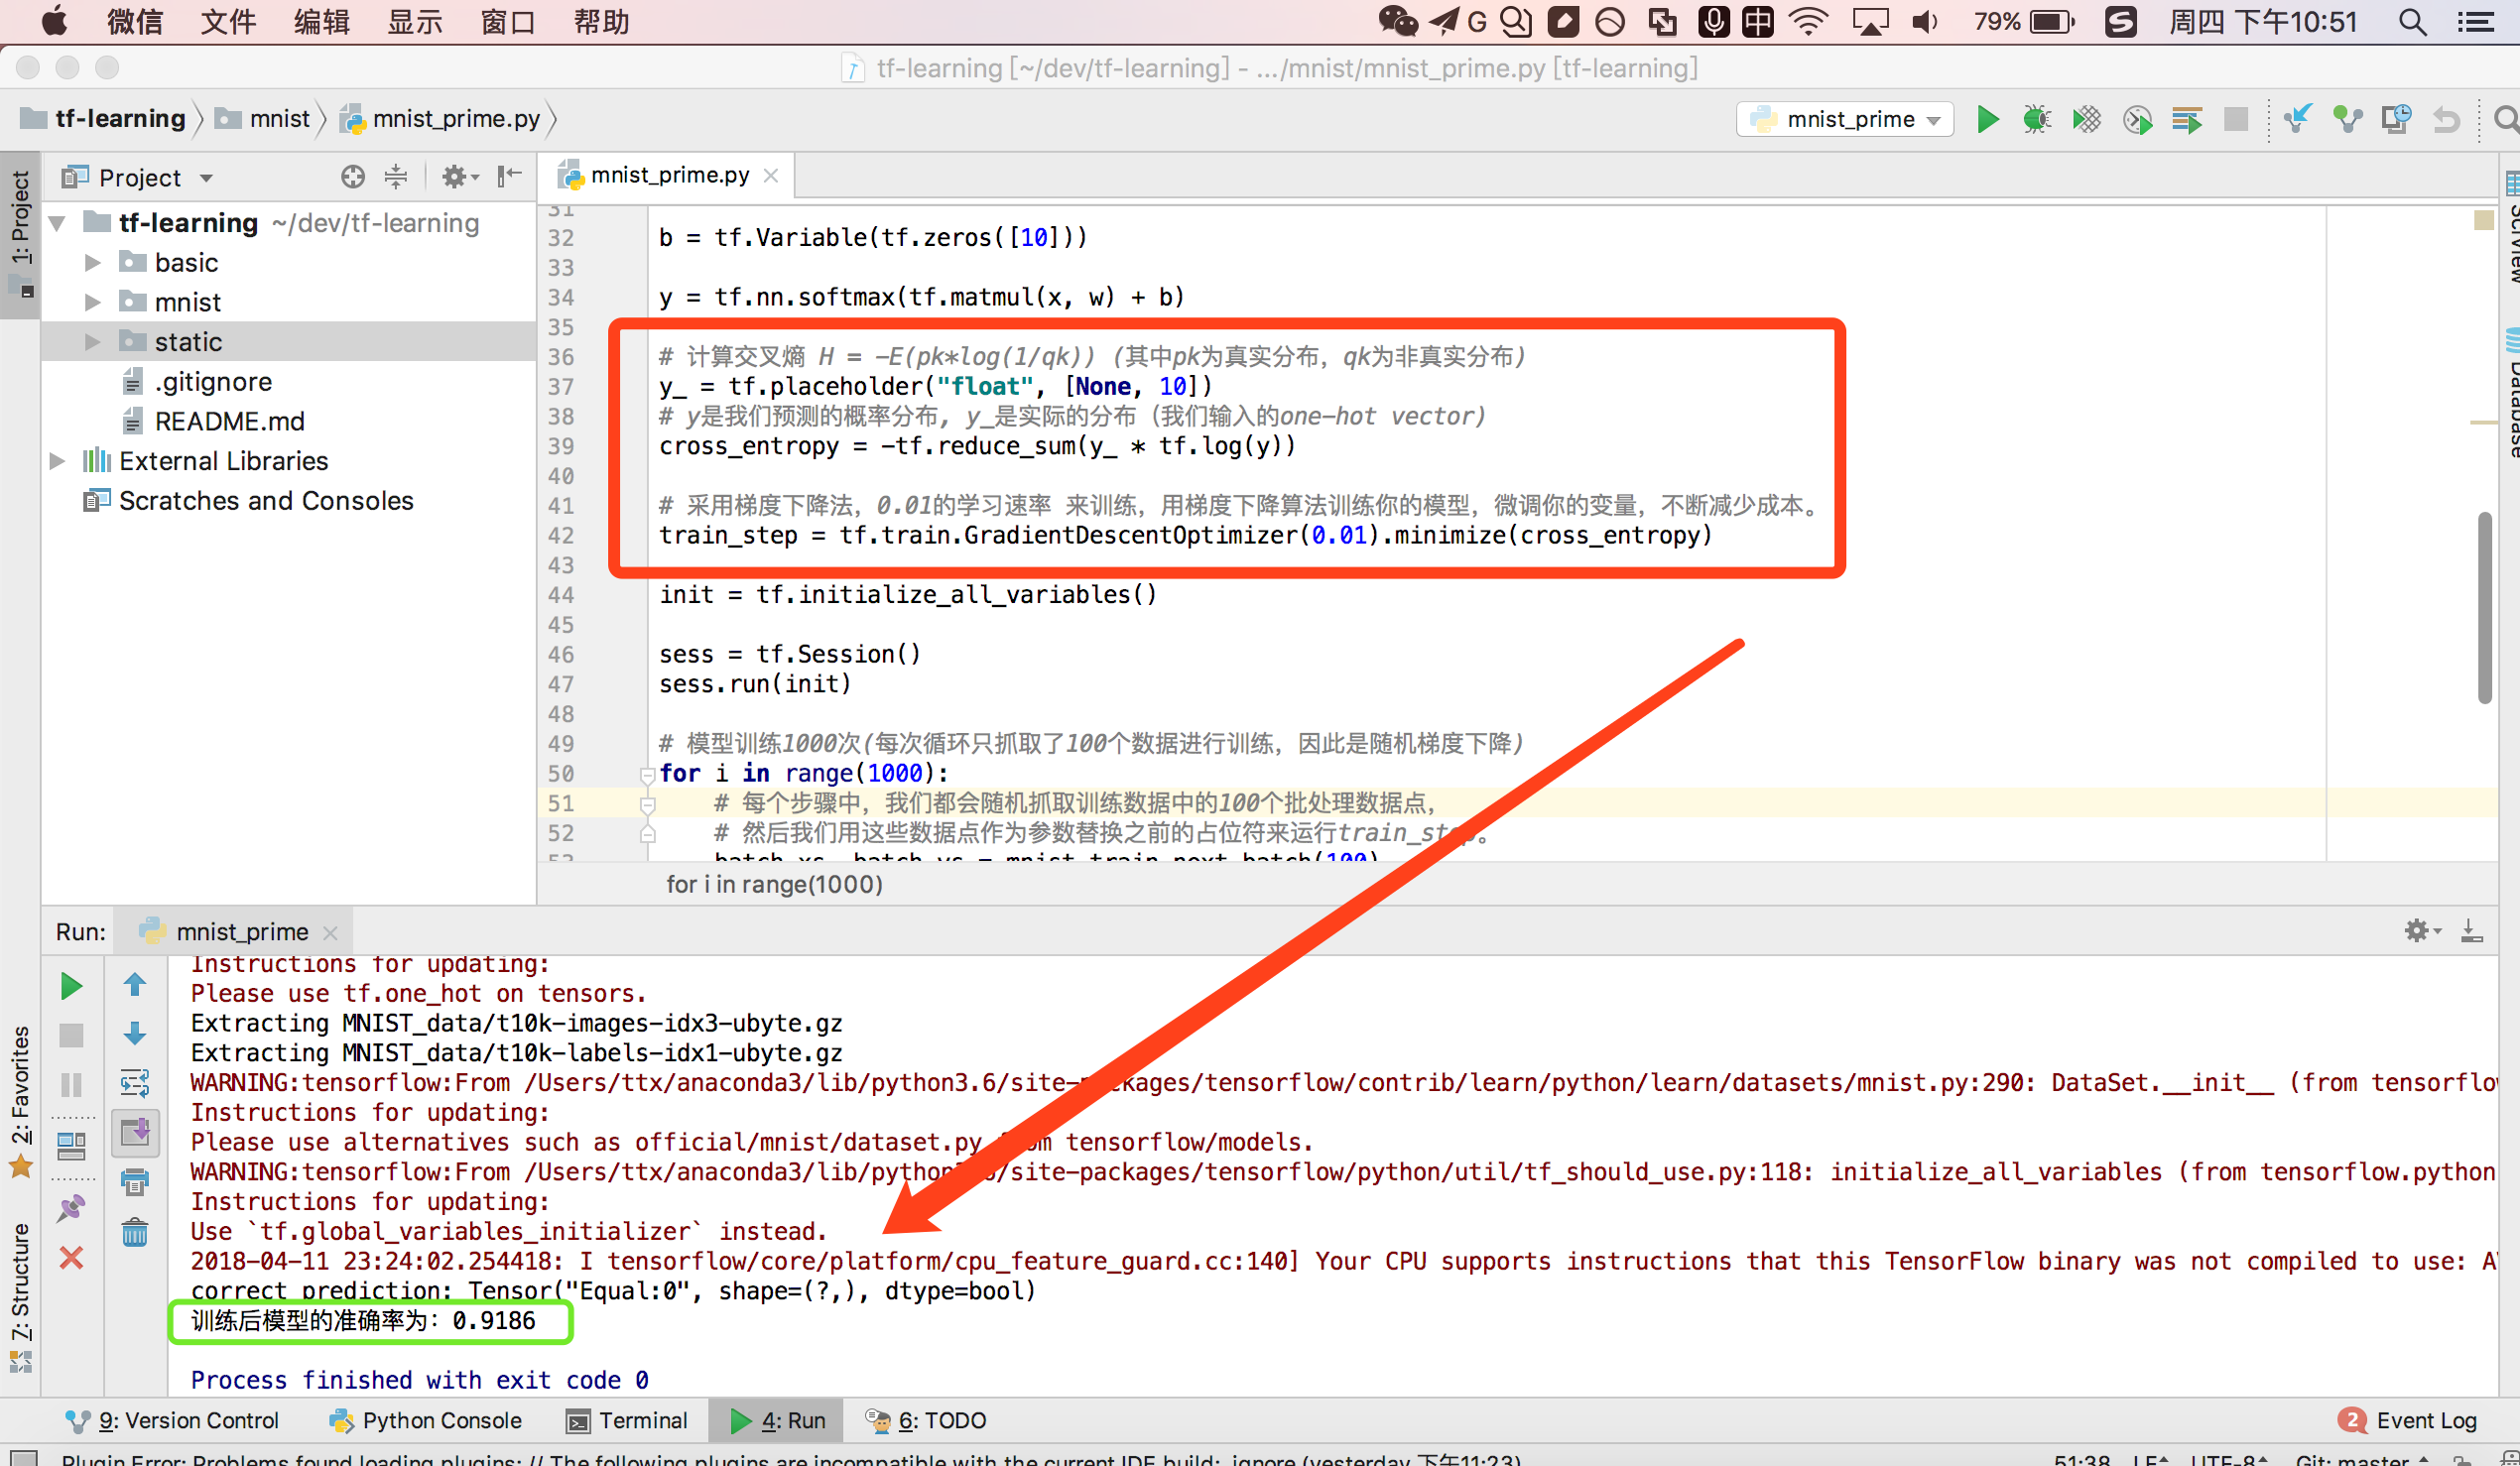 微信 文件 编辑 显示 窗口 帮助 G 中 79% 周四 下午10:51
tf-learning [~/dev/tf-learning] - .../mnist/mnist_prime.py [tf-learning]
tf-learning mnist mnist_prime.py mnist_prime
1: Project
Project
mnist_prime.py
tf-learning ~/dev/tf-learning
basic
mnist
static
.gitignore
README.md
External Libraries
Scratches and Consoles
31
32 b = tf.Variable(tf.zeros([10]))
33
34 y = tf.nn.softmax(tf.matmul(x, w) + b)
35
36 # 计算交叉熵 H = -E(pk*log(1/qk)) (其中pk为真实分布，qk为非真实分布)
37 y_ = tf.placeholder("float", [None, 10])
38 # y是我们预测的概率分布, y_是实际的分布（我们输入的one-hot vector)
39 cross_entropy = -tf.reduce_sum(y_ * tf.log(y))
40
41 # 采用梯度下降法，0.01的学习速率 来训练，用梯度下降算法训练你的模型，微调你的变量，不断减少成本。
42 train_step = tf.train.GradientDescentOptimizer(0.01).minimize(cross_entropy)
43
44 init = tf.initialize_all_variables()
45
46 sess = tf.Session()
47 sess.run(init)
48
49 # 模型训练1000次(每次循环只抓取了100个数据进行训练，因此是随机梯度下降)
50 for i in range(1000):
51 # 每个步骤中，我们都会随机抓取训练数据中的100个批处理数据点，
52 # 然后我们用这些数据点作为参数替换之前的占位符来运行train_step。
53 batch_xs, batch_ys = mnist.train.next_batch(100)
for i in range(1000)
SciView
Database
Run: mnist_prime
Instructions for updating:
Please use tf.one_hot on tensors.
Extracting MNIST_data/t10k-images-idx3-ubyte.gz
Extracting MNIST_data/t10k-labels-idx1-ubyte.gz
WARNING:tensorflow:From /Users/ttx/anaconda3/lib/python3.6/site-packages/tensorflow/contrib/learn/python/learn/datasets/mnist.py:290: DataSet.__init__ (from tensorflow
Instructions for updating:
Please use alternatives such as official/mnist/dataset.py from tensorflow/models.
WARNING:tensorflow:From /Users/ttx/anaconda3/lib/python3.6/site-packages/tensorflow/python/util/tf_should_use.py:118: initialize_all_variables (from tensorflow.python
Instructions for updating:
Use `tf.global_variables_initializer` instead.
2018-04-11 23:24:02.254418: I tensorflow/core/platform/cpu_feature_guard.cc:140] Your CPU supports instructions that this TensorFlow binary was not compiled to use: A
correct prediction: Tensor("Equal:0", shape=(?,), dtype=bool)
训练后模型的准确率为：0.9186
Process finished with exit code 0
2: Favorites
7: Structure
9: Version Control Python Console Terminal 4: Run 6: TODO 2 Event Log
Plugin Error: Problems found loading plugins: // The following plugins are incompatible with the current IDE build: .ignore (yesterday 下午11:23) 51:38 LF UTF-8 Git: master